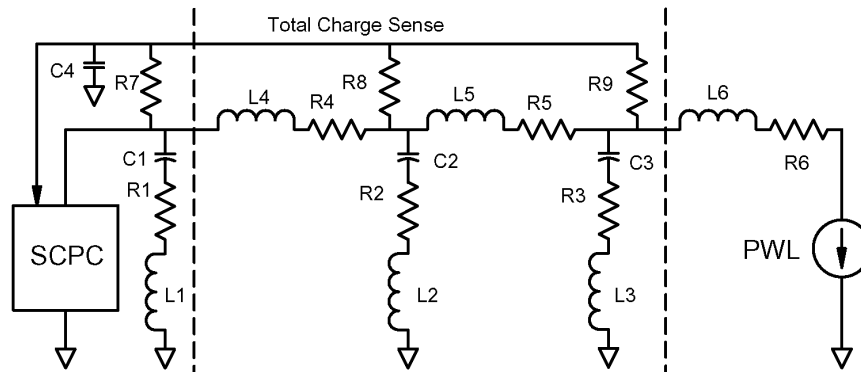 Total Charge Sense
C4
R7
R8
R9
L4
R4
L5
R5
L6
R6
C1
C2
C3
R1
R2
R3
SCPC
PWL
L1
L2
L3